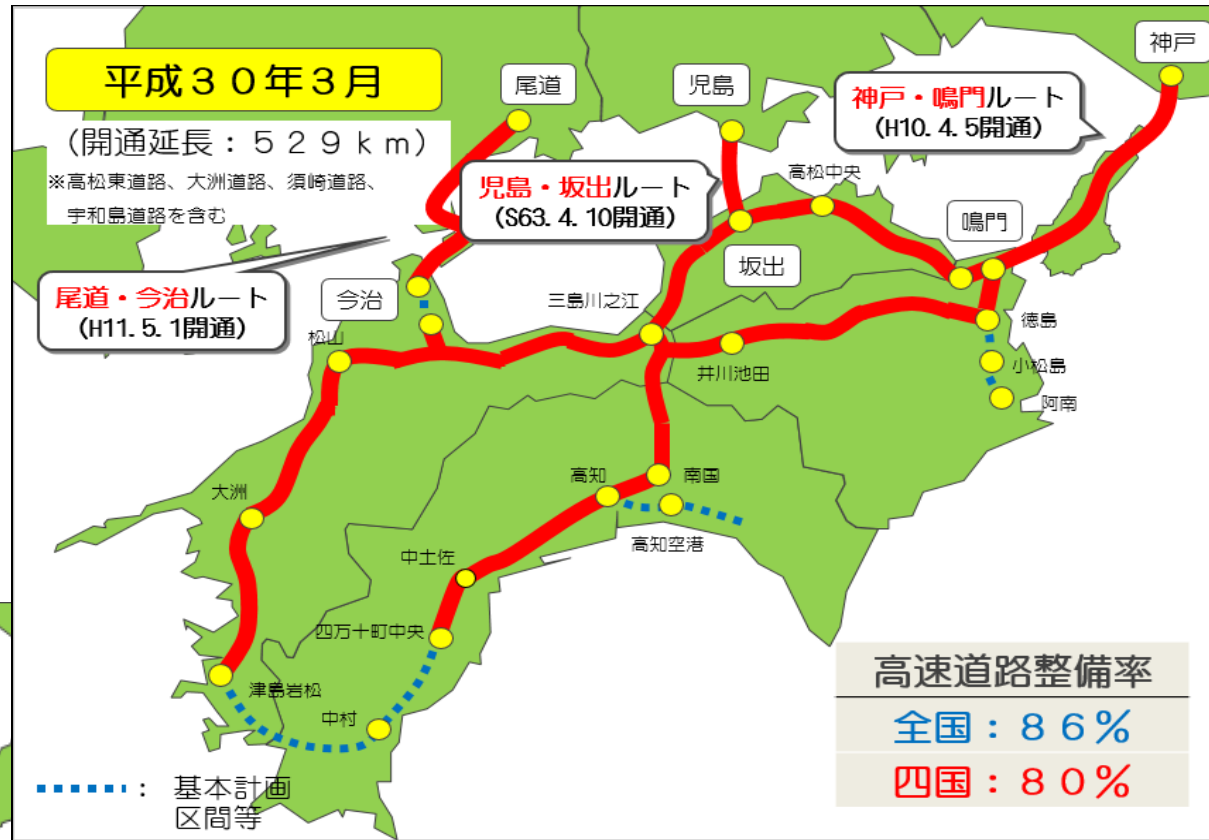 平成３０年３月
(開通延長：５２９ｋｍ)
※高松東道路、大洲道路、須崎道路、
宇和島道路を含む
尾道
児島
神戸
神戸・鳴門ルート
(H10.4.5開通)
児島・坂出ルート
(S63.4.10開通)
高松中央
鳴門
坂出
尾道・今治ルート
(H11.5.1開通)
今治
三島川之江
松山
徳島
井川池田
小松島
阿南
高知
南国
大洲
高知空港
中土佐
四万十町中央
津島岩松
中村
高速道路整備率
全国：８６％
四国：８０％
：基本計画
区間等